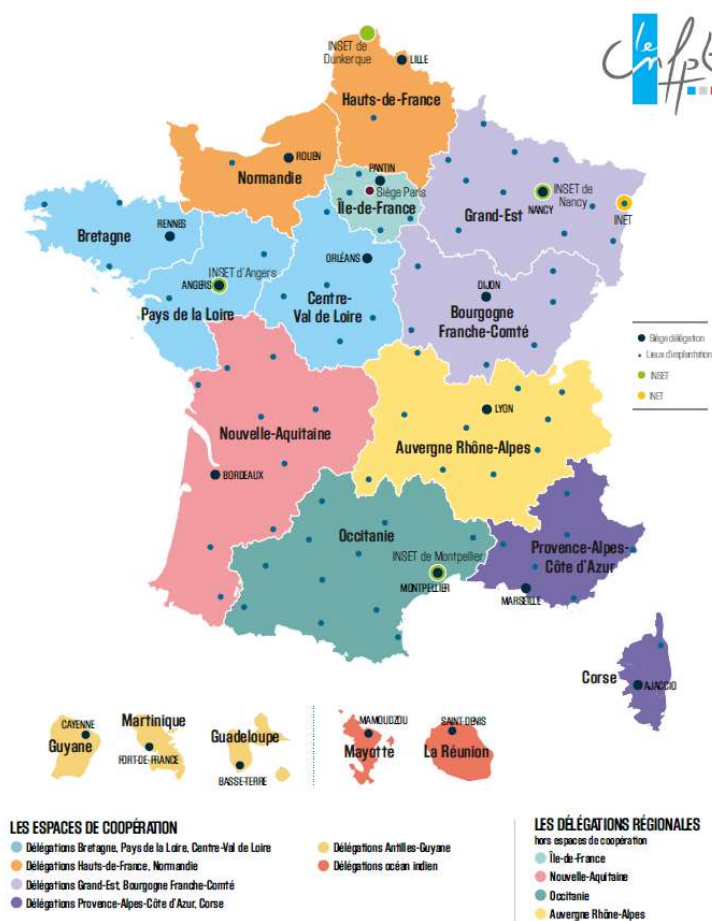 INSET de
Dunkerque
LILLE
le
cnfpt
Hauts-de-France
ROUEN
Normandie
PANTIN
Siège Paris
Île-de-France
INSET de
Nancy
NANCY
Grand-Est
INET
RENNES
Bretagne
ORLÉANS
INSET d'Angers
ANGERS
Pays de la Loire
Centre-
Val de Loire
DIJON
Bourgogne
Franche-Comté
Siège délégation
Lieux d'implantation
INSET
INET
LYON
Auvergne Rhône-Alpes
Nouvelle-Aquitaine
BORDEAUX
Occitanie
INSET de Montpellier
MONTPELLIER
Provence-Alpes-
Côte d'Azur
MARSEILLE
Corse
AJACCIO
CAYENNE
Guyane
Martinique
FORT-DE-FRANCE
Guadeloupe
BASSE-TERRE
MAMOUDZOU
Mayotte
SAINT-DENIS
La Réunion
LES ESPACES DE COOPÉRATION
Délégations Bretagne, Pays de la Loire, Centre-Val de Loire
Délégations Hauts-de-France, Normandie
Délégations Grand-Est, Bourgogne Franche-Comté
Délégations Provence-Alpes-Côte d'Azur, Corse
Délégations Antilles-Guyane
Délégations océan indien
LES DÉLÉGATIONS RÉGIONALES
hors espaces de coopération
Île-de-France
Nouvelle-Aquitaine
Occitanie
Auvergne Rhône-Alpes